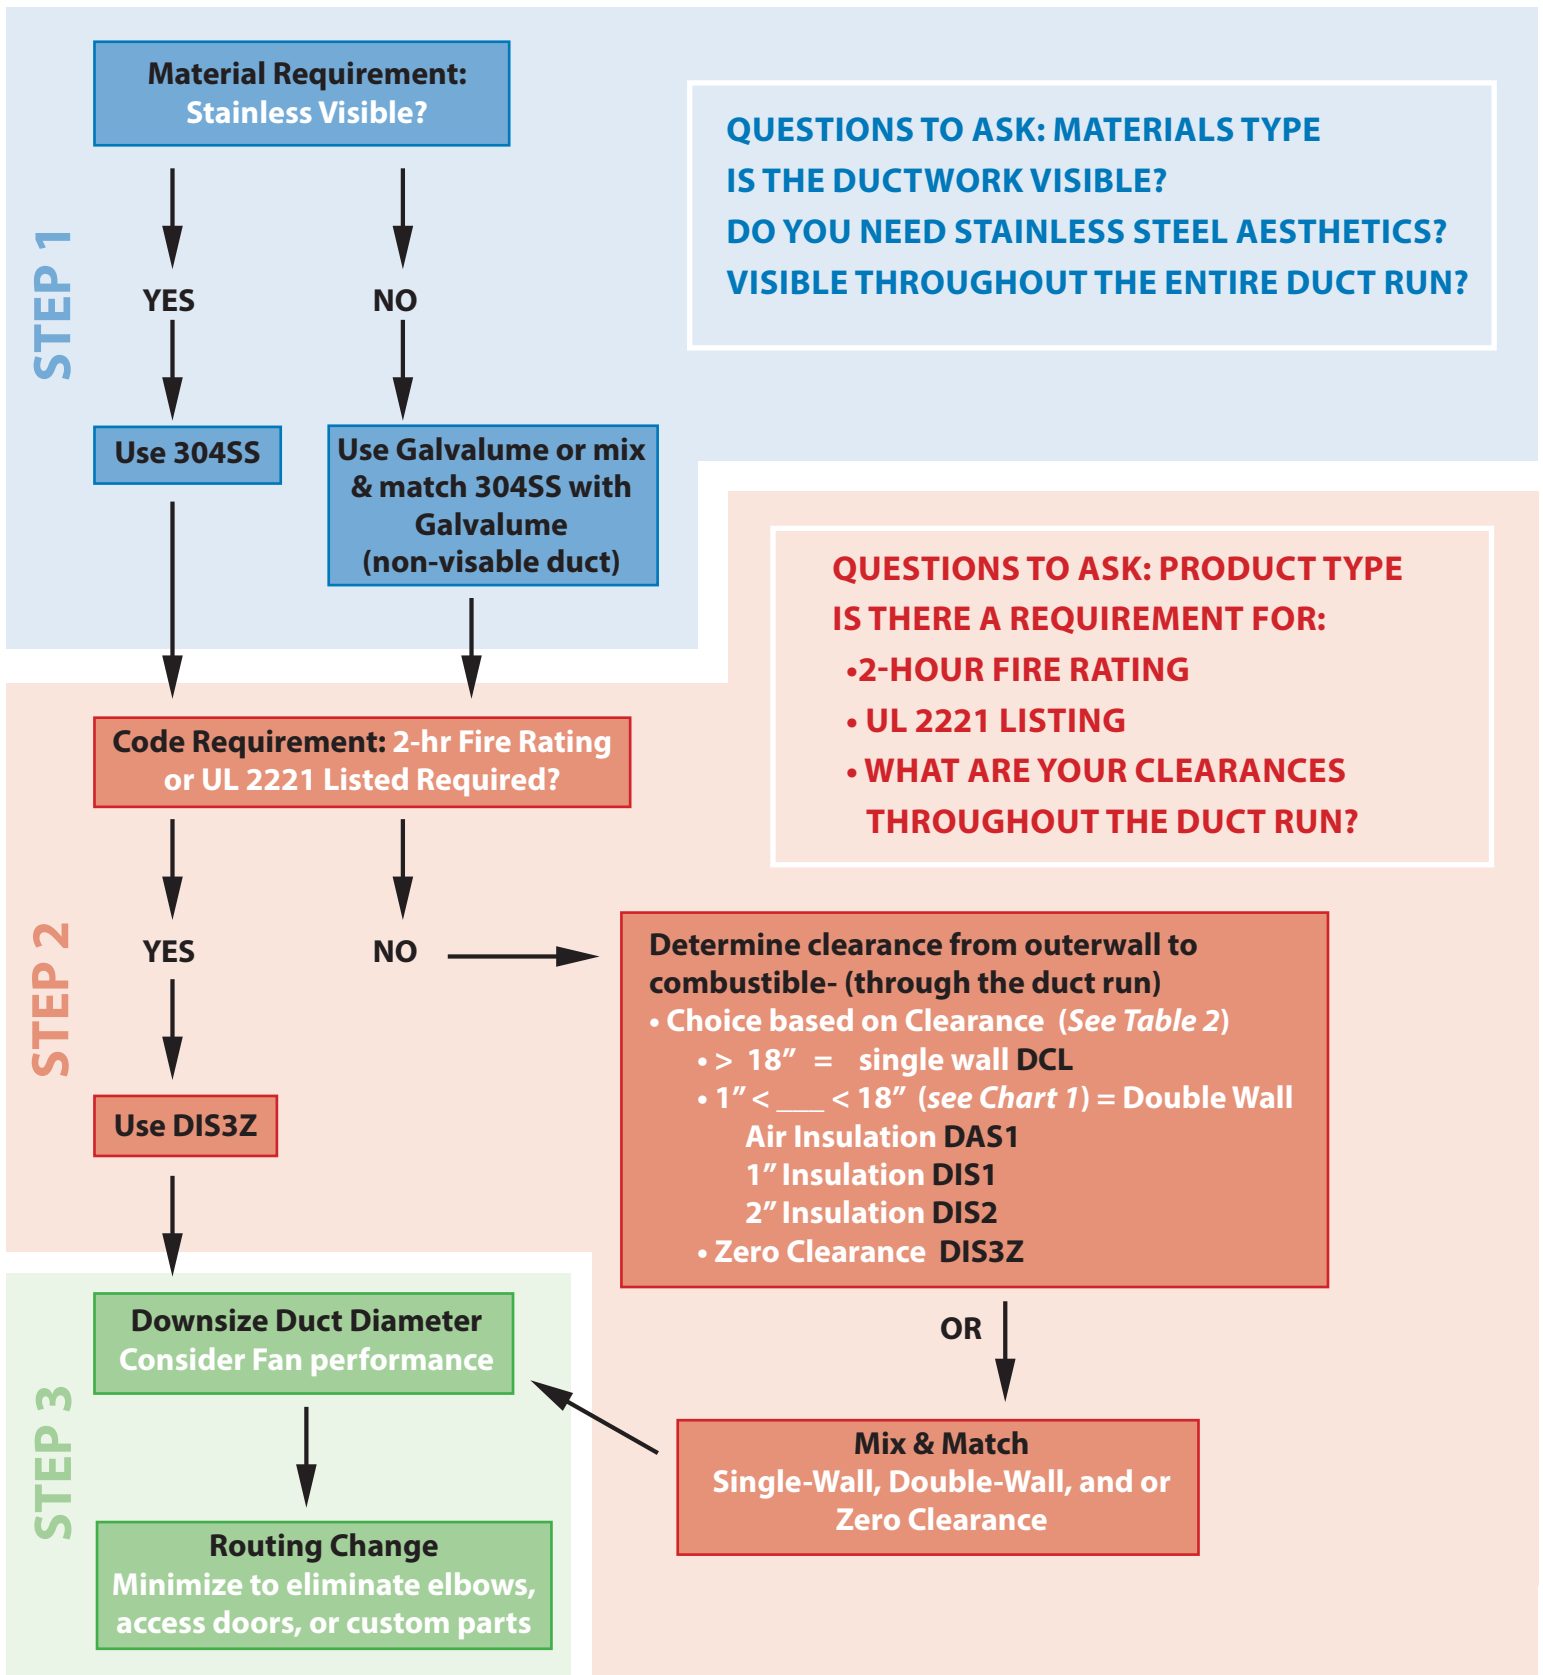 STEP 1
Material Requirement:
Stainless Visible?
YES
NO
Use 304SS
Use Galvalume or mix
& match 304SS with
Galvalume
(non-visable duct)
QUESTIONS TO ASK: MATERIALS TYPE
IS THE DUCTWORK VISIBLE?
DO YOU NEED STAINLESS STEEL AESTHETICS?
VISIBLE THROUGHOUT THE ENTIRE DUCT RUN?
STEP 2
QUESTIONS TO ASK: PRODUCT TYPE
IS THERE A REQUIREMENT FOR:
•2-HOUR FIRE RATING
• UL 2221 LISTING
• WHAT ARE YOUR CLEARANCES
THROUGHOUT THE DUCT RUN?
Code Requirement: 2-hr Fire Rating
or UL 2221 Listed Required?
YES
NO
Use DIS3Z
Determine clearance from outerwall to
combustible- (through the duct run)
• Choice based on Clearance (See Table 2)
• > 18″ = single wall DCL
• 1″ < ___ < 18″ (see Chart 1) = Double Wall
Air Insulation DAS1
1″ Insulation DIS1
2″ Insulation DIS2
• Zero Clearance DIS3Z
OR
Mix & Match
Single-Wall, Double-Wall, and or
Zero Clearance
STEP 3
Downsize Duct Diameter
Consider Fan performance
Routing Change
Minimize to eliminate elbows,
access doors, or custom parts